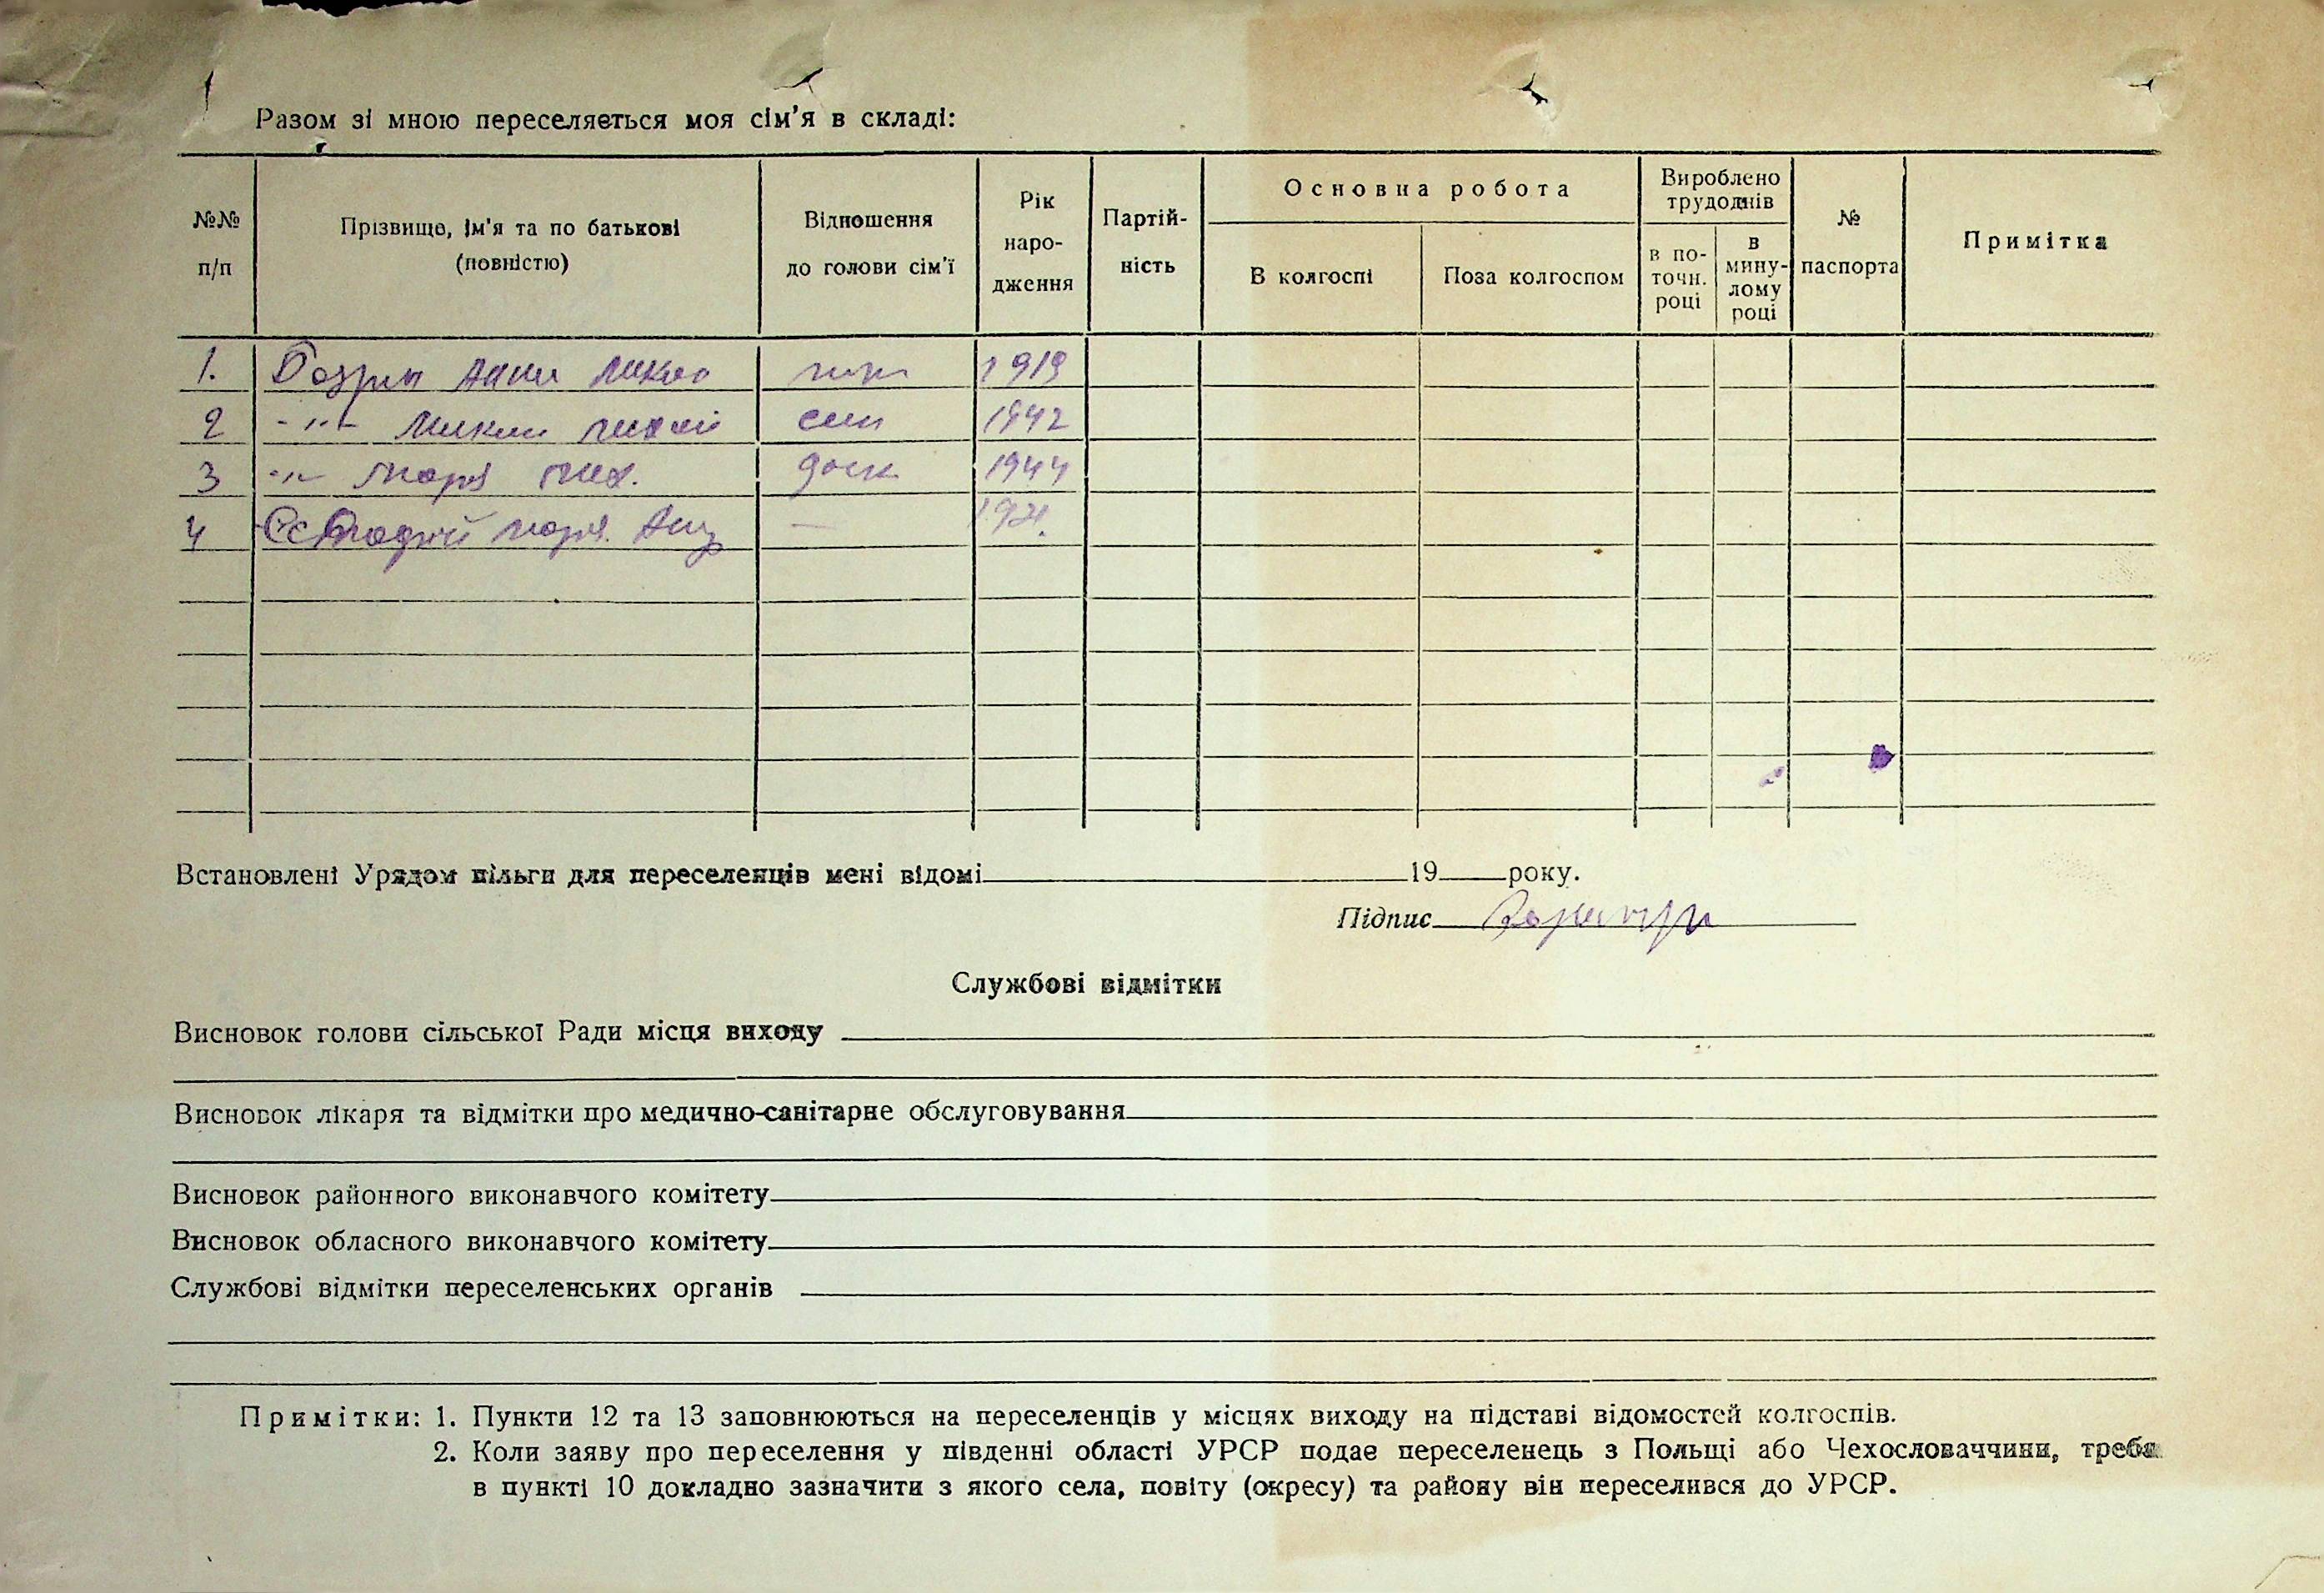 Разом зі мною переселяеться моя сім'я в складі:
№№ п/п
Прізвище, ім'я та по батькові (повністю)
Відношення до голови сім'ї
Рік народження
Партійність
Основна робота
В колгоспі
Поза колгоспом
Вироблено трудоднів
в поточн. році
в минулому році
№ паспорта
Примітка
1. 1919
2 син 1942
3 Марія Мих. 1944
4
Встановлені Урядом пільги для переселенців мені відомі 19 року.
Підпис
Службові відмітки
Висновок голови сільської Ради місця виходу
Висновок лікаря та відмітки про медично-санітарне обслуговування
Висновок районного виконавчого комітету
Висновок обласного виконавчого комітету
Службові відмітки переселенських органів
Примітки: 1. Пункти 12 та 13 заповнюються на переселенців у місцях виходу на підставі відомостей колгоспів.
2. Коли заяву про переселення у південні області УРСР подає переселенець з Польщі або Чехословаччини, треба
в пункті 10 докладно зазначити з якого села, повіту (окресу) та району він переселився до УРСР.